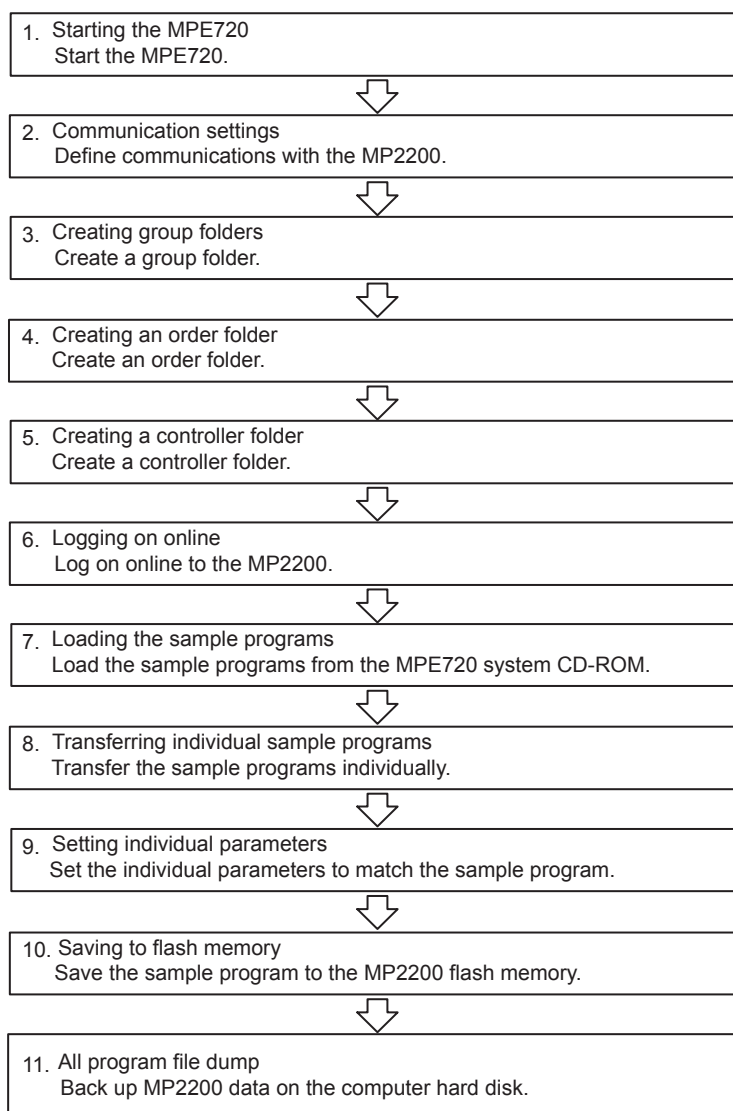 1. Starting the MPE720
Start the MPE720.
2. Communication settings
Define communications with the MP2200.
3. Creating group folders
Create a group folder.
4. Creating an order folder
Create an order folder.
5. Creating a controller folder
Create a controller folder.
6. Logging on online
Log on online to the MP2200.
7. Loading the sample programs
Load the sample programs from the MPE720 system CD-ROM.
8. Transferring individual sample programs
Transfer the sample programs individually.
9. Setting individual parameters
Set the individual parameters to match the sample program.
10. Saving to flash memory
Save the sample program to the MP2200 flash memory.
11. All program file dump
Back up MP2200 data on the computer hard disk.